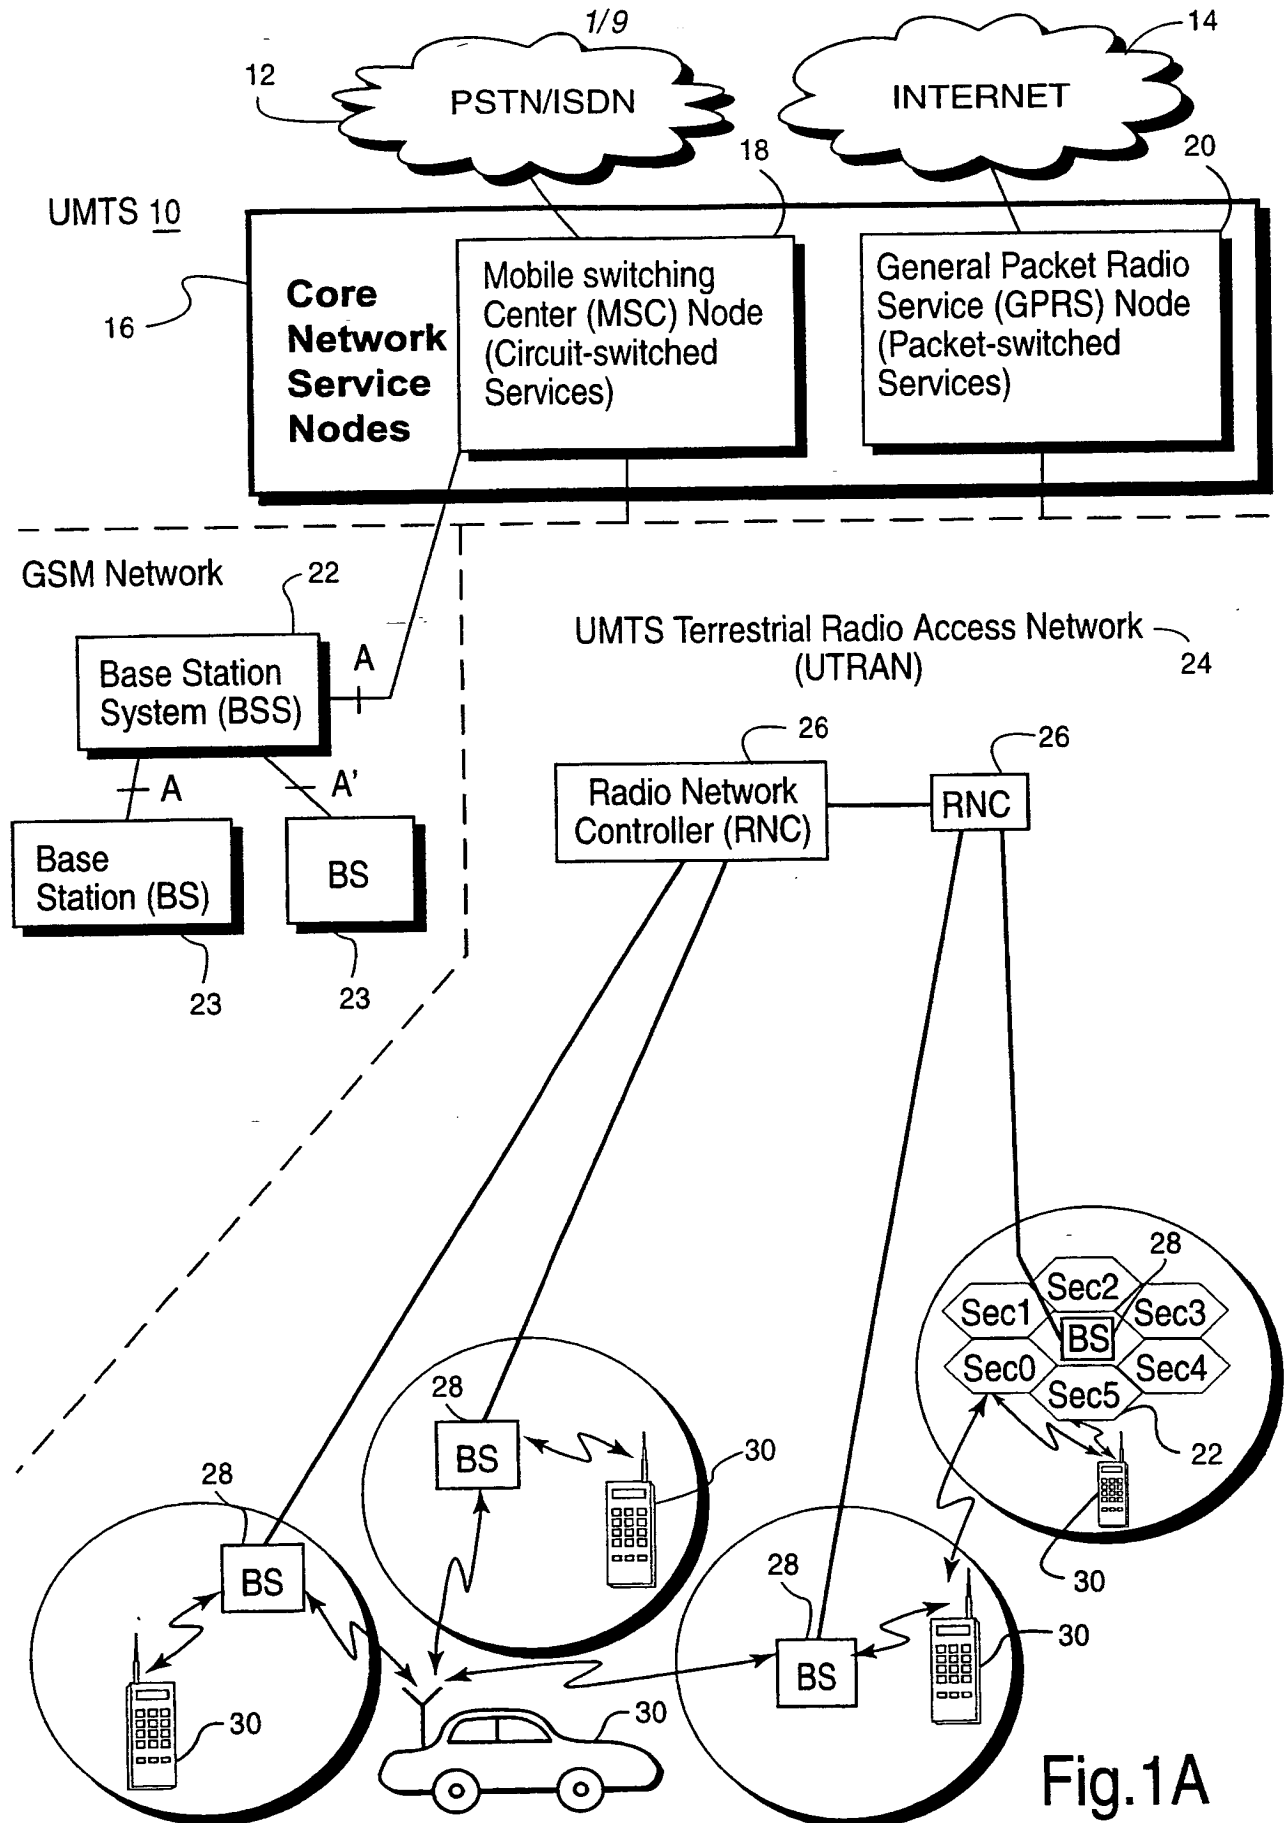 1/9
12
PSTN/ISDN
INTERNET
14
18
20
UMTS 10
16
Core
Network
Service
Nodes
Mobile switching
Center (MSC) Node
(Circuit-switched
Services)
General Packet Radio
Service (GPRS) Node
(Packet-switched
Services)
GSM Network
22
Base Station
System (BSS)
A
A
A'
Base
Station (BS)
BS
23
23
UMTS Terrestrial Radio Access Network
(UTRAN)
24
26
Radio Network
Controller (RNC)
26
RNC
28
Sec2
Sec1
Sec3
BS
Sec0
Sec4
Sec5
22
30
28
BS
30
28
BS
30
28
BS
30
30
Fig.1A